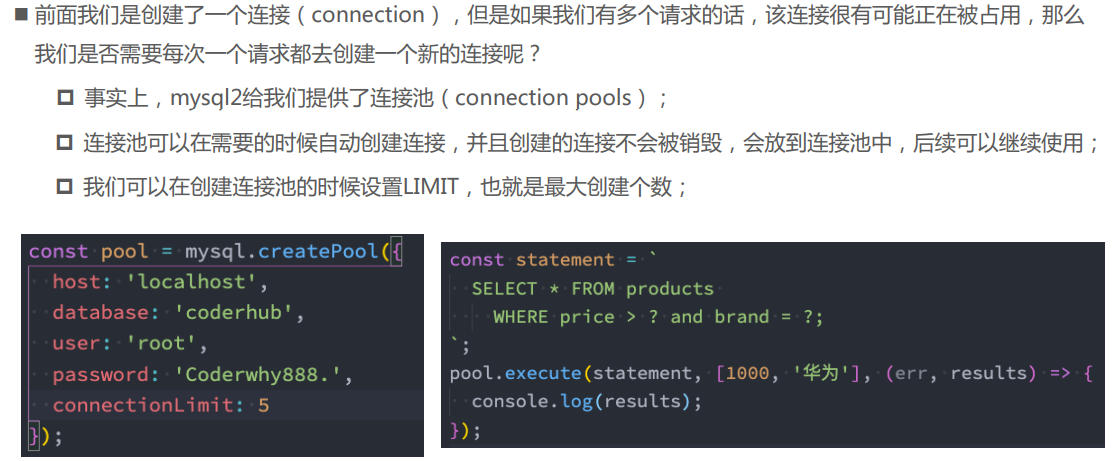 ■ 前面我们是创建了一个连接（connection），但是如果我们有多个请求的话，该连接很有可能正在被占用，那么
我们是否需要每次一个请求都去创建一个新的连接呢？
事实上，mysql2给我们提供了连接池（connection pools）；
连接池可以在需要的时候自动创建连接，并且创建的连接不会被销毁，会放到连接池中，后续可以继续使用；
我们可以在创建连接池的时候设置LIMIT，也就是最大创建个数；
const pool = mysql.createPool({
host: 'localhost',
database: 'coderhub',
user: 'root',
password: 'Coderwhy888.',
connectionLimit: 5
});
const statement = `
SELECT * FROM products
WHERE price > ? and brand = ?;
`;
pool.execute(statement, [1000, '华为'], (err, results) => {
console.log(results);
});